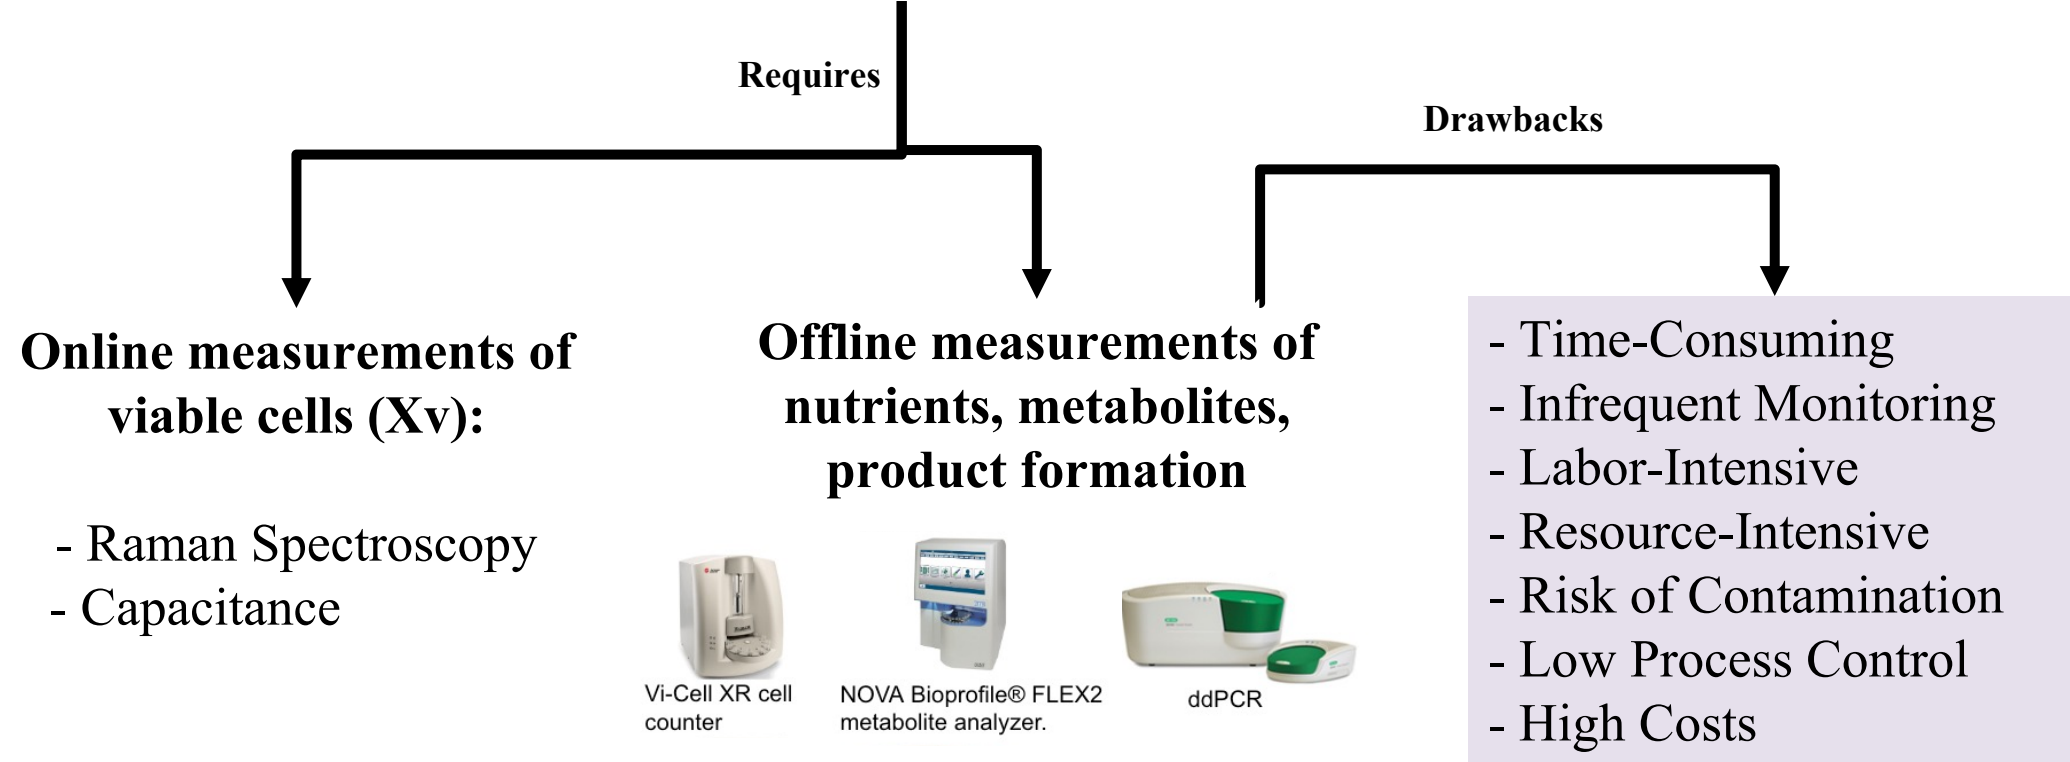 Requires
Drawbacks
Online measurements of
viable cells (Xv):
- Raman Spectroscopy
- Capacitance
Offline measurements of
nutrients, metabolites,
product formation
Vi-Cell XR cell
counter
NOVA Bioprofile® FLEX2
metabolite analyzer.
ddPCR
- Time-Consuming
- Infrequent Monitoring
- Labor-Intensive
- Resource-Intensive
- Risk of Contamination
- Low Process Control
- High Costs